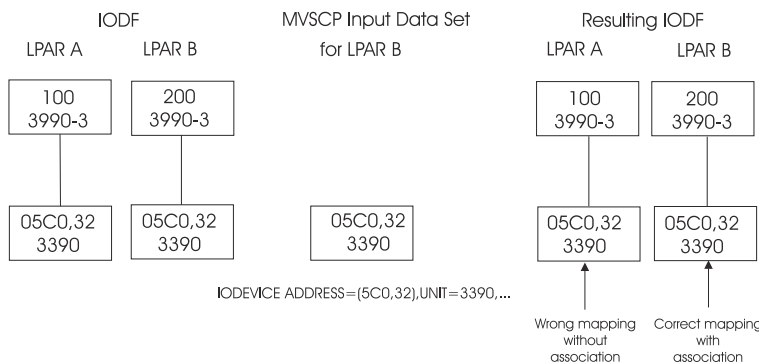 IODF
MVSCP Input Data Set
for LPAR B
Resulting IODF
LPAR A
LPAR B
LPAR A
LPAR B
100
3990-3
200
3990-3
100
3990-3
200
3990-3
05C0,32
3390
05C0,32
3390
05C0,32
3390
05C0,32
3390
05C0,32
3390
IODEVICE ADDRESS=(5C0,32),UNIT=3390,...
Wrong mapping
without
association
Correct mapping
with
association